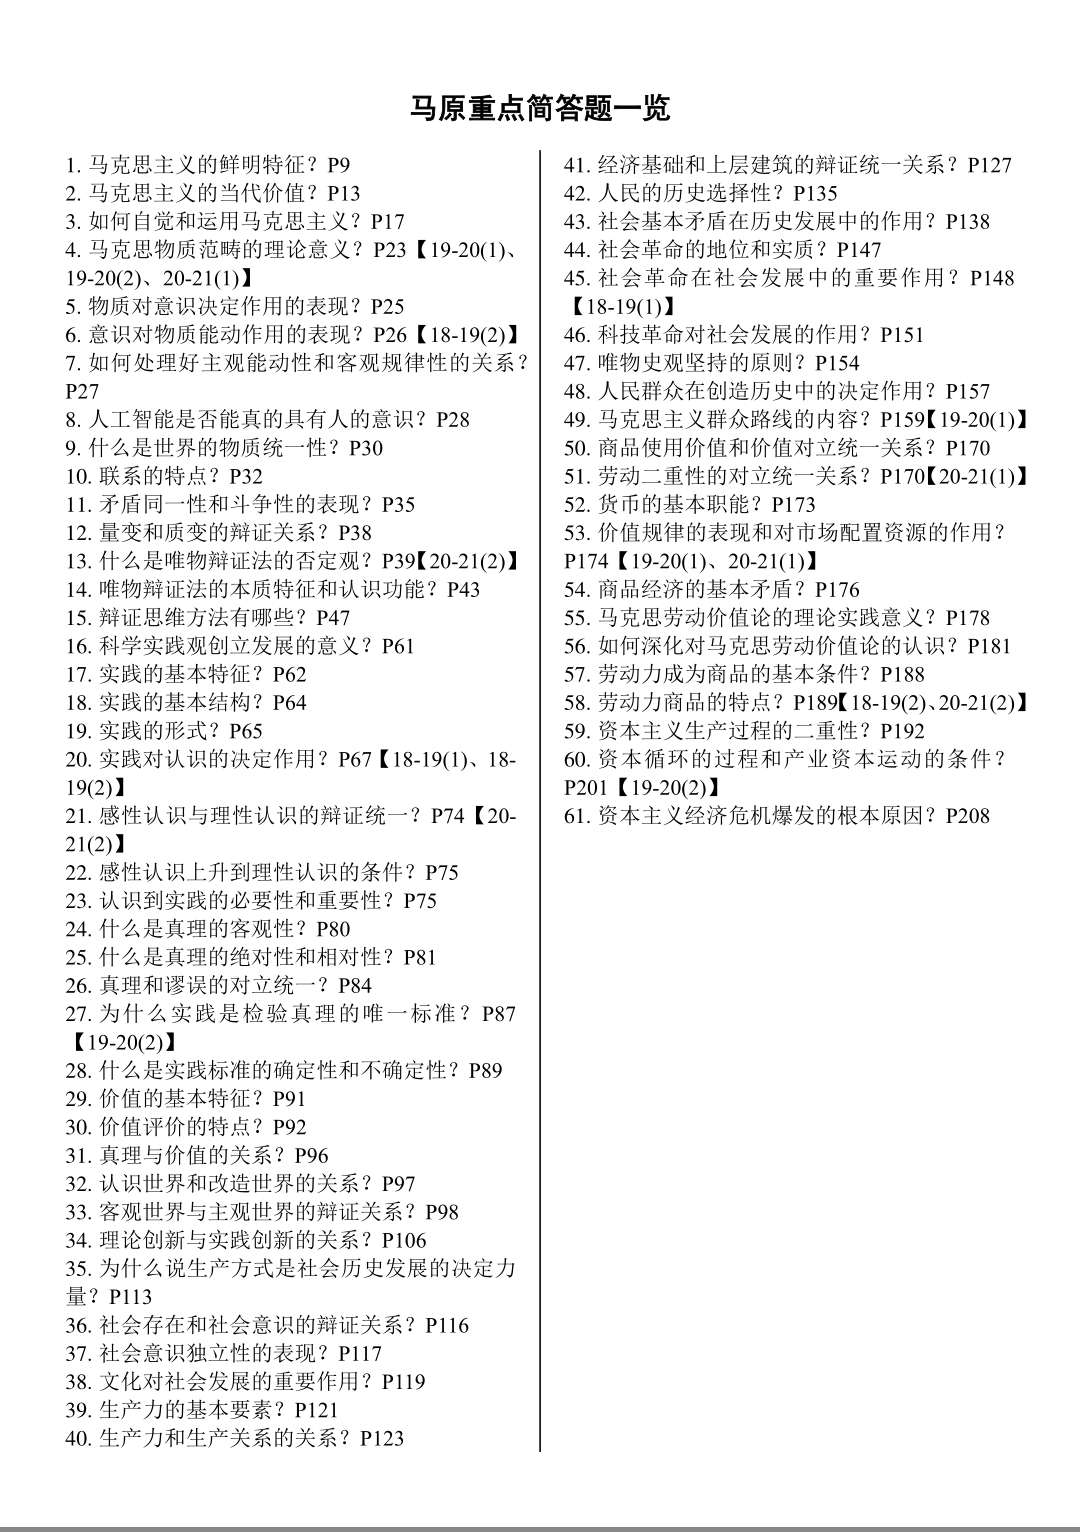 马原重点简答题一览
1. 马克思主义的鲜明特征？P9
2. 马克思主义的当代价值？P13
3. 如何自觉和运用马克思主义？P17
4. 马克思物质范畴的理论意义？P23【19-20(1)、
19-20(2)、20-21(1)】
5. 物质对意识决定作用的表现？P25
6. 意识对物质能动作用的表现？P26【18-19(2)】
7. 如何处理好主观能动性和客观规律性的关系？
P27
8. 人工智能是否能真的具有人的意识？P28
9. 什么是世界的物质统一性？P30
10. 联系的特点？P32
11. 矛盾同一性和斗争性的表现？P35
12. 量变和质变的辩证关系？P38
13. 什么是唯物辩证法的否定观？P39【20-21(2)】
14. 唯物辩证法的本质特征和认识功能？P43
15. 辩证思维方法有哪些？P47
16. 科学实践观创立发展的意义？P61
17. 实践的基本特征？P62
18. 实践的基本结构？P64
19. 实践的形式？P65
20. 实践对认识的决定作用？P67【18-19(1)、18-
19(2)】
21. 感性认识与理性认识的辩证统一？P74【20-
21(2)】
22. 感性认识上升到理性认识的条件？P75
23. 认识到实践的必要性和重要性？P75
24. 什么是真理的客观性？P80
25. 什么是真理的绝对性和相对性？P81
26. 真理和谬误的对立统一？P84
27. 为什么实践是检验真理的唯一标准？P87
【19-20(2)】
28. 什么是实践标准的确定性和不确定性？P89
29. 价值的基本特征？P91
30. 价值评价的特点？P92
31. 真理与价值的关系？P96
32. 认识世界和改造世界的关系？P97
33. 客观世界与主观世界的辩证关系？P98
34. 理论创新与实践创新的关系？P106
35. 为什么说生产方式是社会历史发展的决定力
量？P113
36. 社会存在和社会意识的辩证关系？P116
37. 社会意识独立性的表现？P117
38. 文化对社会发展的重要作用？P119
39. 生产力的基本要素？P121
40. 生产力和生产关系的关系？P123
41. 经济基础和上层建筑的辩证统一关系？P127
42. 人民的历史选择性？P135
43. 社会基本矛盾在历史发展中的作用？P138
44. 社会革命的地位和实质？P147
45. 社会革命在社会发展中的重要作用？P148
【18-19(1)】
46. 科技革命对社会发展的作用？P151
47. 唯物史观坚持的原则？P154
48. 人民群众在创造历史中的决定作用？P157
49. 马克思主义群众路线的内容？P159【19-20(1)】
50. 商品使用价值和价值对立统一关系？P170
51. 劳动二重性的对立统一关系？P170【20-21(1)】
52. 货币的基本职能？P173
53. 价值规律的表现和对市场配置资源的作用？
P174【19-20(1)、20-21(1)】
54. 商品经济的基本矛盾？P176
55. 马克思劳动价值论的理论实践意义？P178
56. 如何深化对马克思劳动价值论的认识？P181
57. 劳动力成为商品的基本条件？P188
58. 劳动力商品的特点？P189【18-19(2)、20-21(2)】
59. 资本主义生产过程的二重性？P192
60. 资本循环的过程和产业资本运动的条件？
P201【19-20(2)】
61. 资本主义经济危机爆发的根本原因？P208